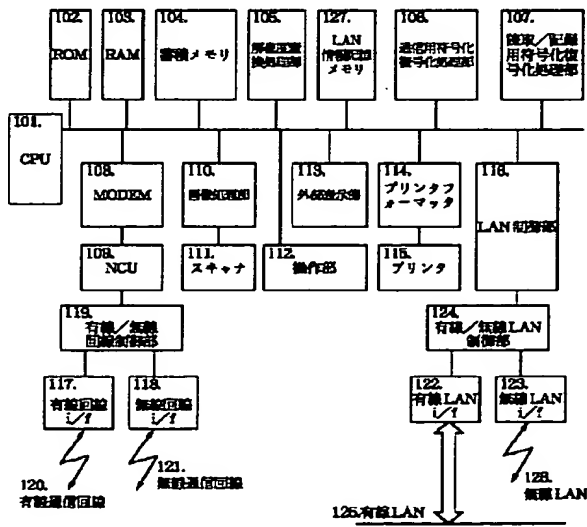 102.
ROM
103.
RAM
104.
蓄積メモリ
105.
解像度変
換処理部
127.
LAN
情報記憶
メモリ
106.
通信用符号化
復号化処理部
107.
読取/記録
用符号化復
号化処理部
101.
CPU
108.
MODEM
110.
画像処理部
113.
外部表示部
114.
プリンタフ
ォーマッタ
116.
LAN制御部
109.
NCU
111.
スキャナ
112.
操作部
115.
プリンタ
119.
有線/無線
回線制御部
124.
有線/無線LAN
制御部
117.
有線回線
i/f
118.
無線回線
i/f
122.
有線LAN
i/f
123.
無線LAN
i/f
120.
有線通信回線
121.
無線通信回線
126.
無線LAN
125.有線LAN